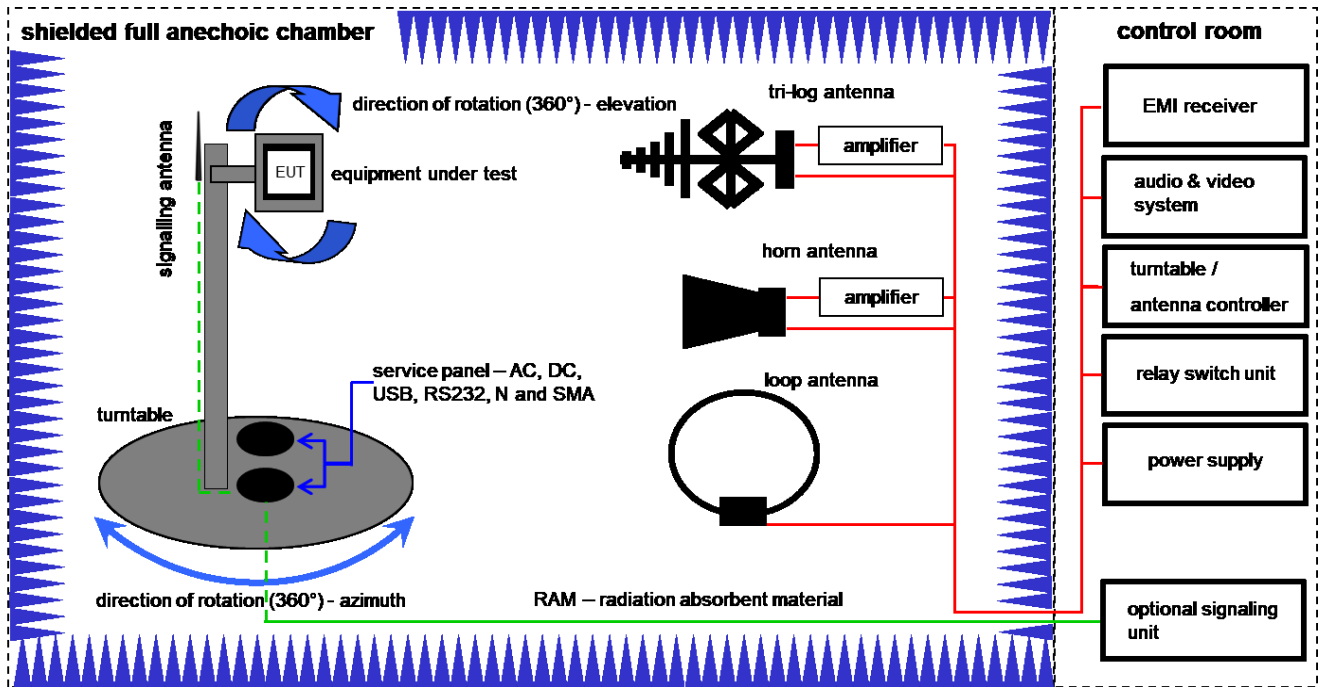 shielded full anechoic chamber
control room
direction of rotation (360°) - elevation
signalling antenna
EUT
equipment under test
tri-log antenna
amplifier
horn antenna
amplifier
loop antenna
service panel – AC, DC,
USB, RS232, N and SMA
turntable
direction of rotation (360°) - azimuth
RAM – radiation absorbent material
EMI receiver
audio & video
system
turntable /
antenna controller
relay switch unit
power supply
optional signaling
unit